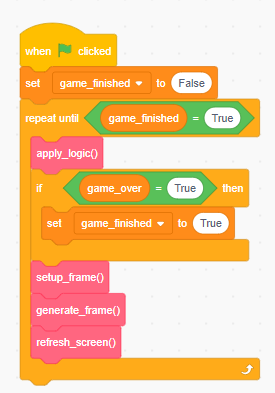 when clicked
set game_finished to False
repeat until game_finished = True
apply_logic()
if game_over = True then
set game_finished to True
setup_frame()
generate_frame()
refresh_screen()